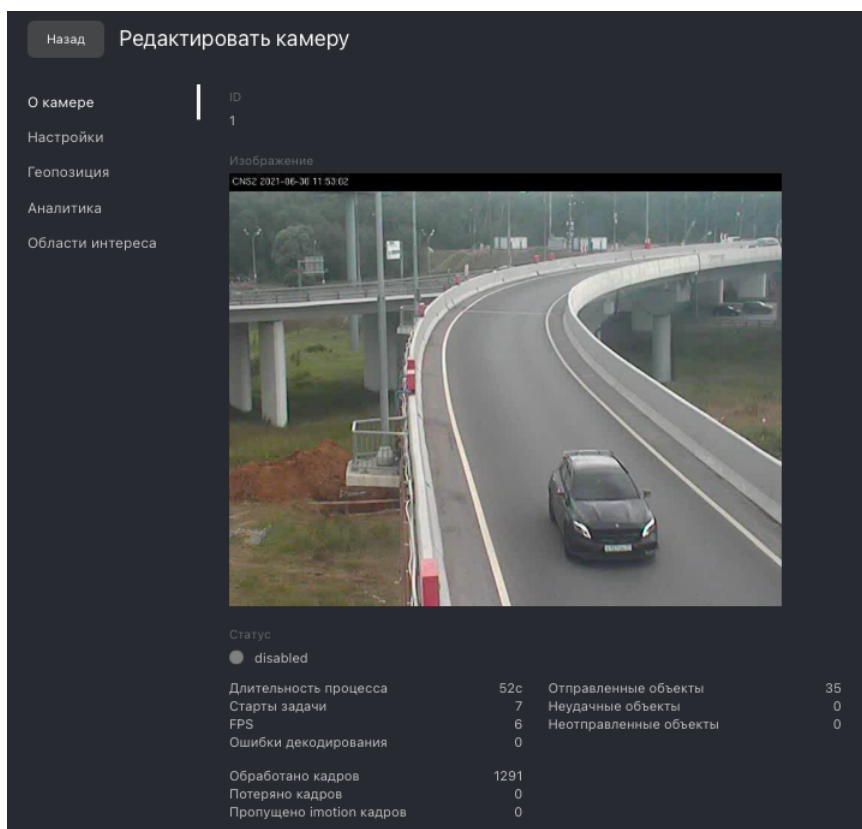 Назад
Редактировать камеру
О камере
Настройки
Геопозиция
Аналитика
Области интереса
ID
1
Изображение
CNS2 2021-06-30 11:53:02
Статус
disabled
Длительность процесса 52с
Старты задачи 7
FPS 6
Ошибки декодирования 0
Обработано кадров 1291
Потеряно кадров 0
Пропущено imotion кадров 0
Отправленные объекты 35
Неудачные объекты 0
Неотправленные объекты 0